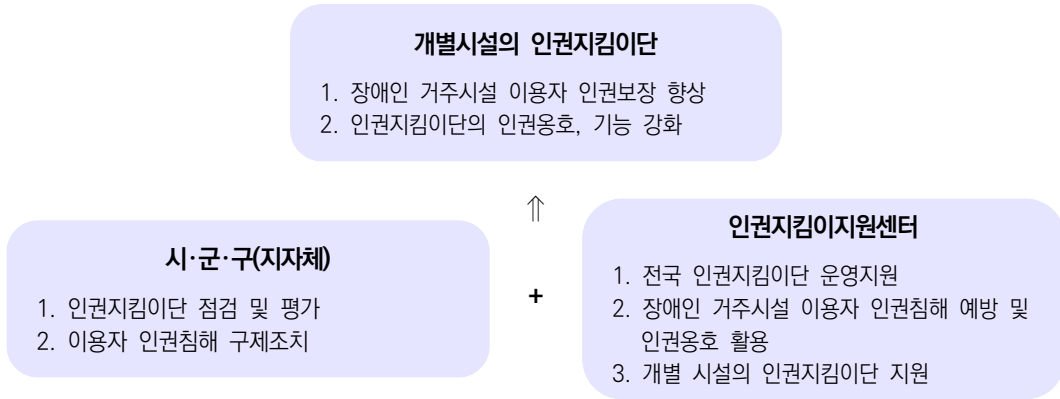 개별시설의 인권지킴이단
1. 장애인 거주시설 이용자 인권보장 향상
2. 인권지킴이단의 인권옹호, 기능 강화
⇑
시·군·구(지자체)
1. 인권지킴이단 점검 및 평가
2. 이용자 인권침해 구제조치
+
인권지킴이지원센터
1. 전국 인권지킴이단 운영지원
2. 장애인 거주시설 이용자 인권침해 예방 및
인권옹호 활용
3. 개별 시설의 인권지킴이단 지원